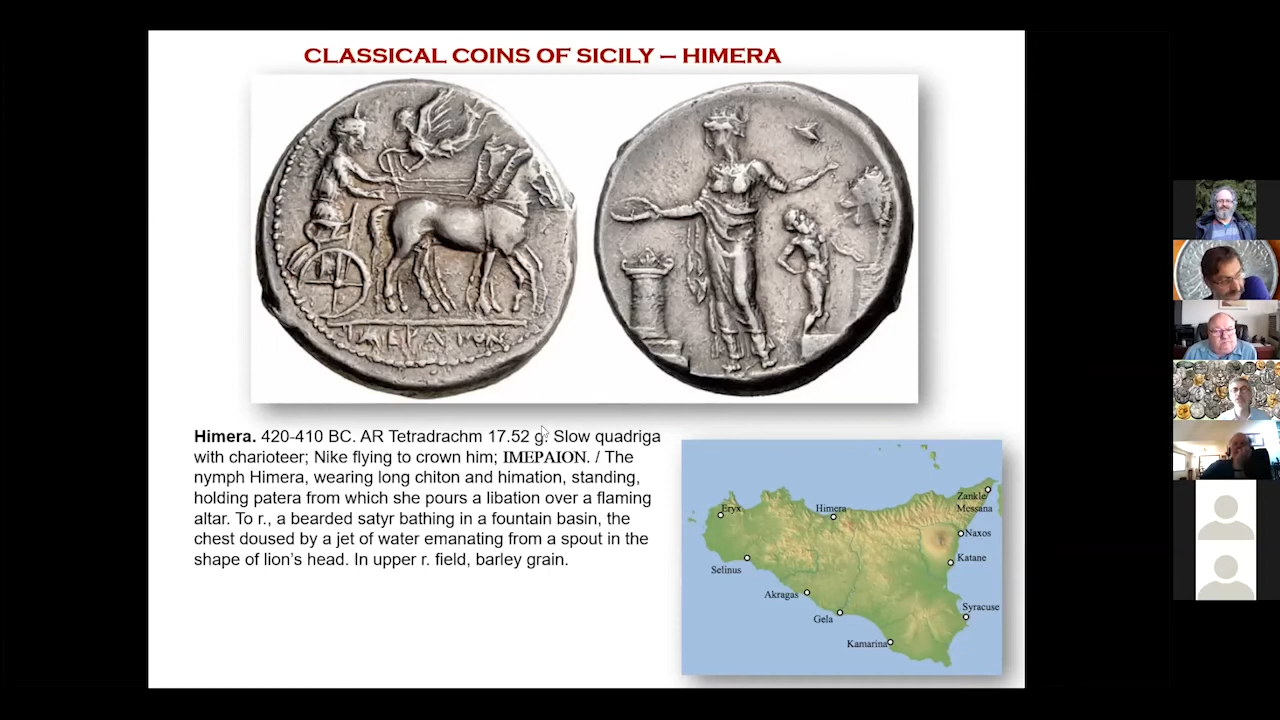 CLASSICAL COINS OF SICILY – HIMERA
ΙΜΕΡΑΙΟΝ
Himera. 420-410 BC. AR Tetradrachm 17.52 g. Slow quadriga
with charioteer; Nike flying to crown him; ΙΜΕΡΑΙΟΝ. / The
nymph Himera, wearing long chiton and himation, standing,
holding patera from which she pours a libation over a flaming
altar. To r., a bearded satyr bathing in a fountain basin, the
chest doused by a jet of water emanating from a spout in the
shape of lion's head. In upper r. field, barley grain.
Eryx
Himera
Zankle
Messana
Naxos
Katane
Selinus
Akragas
Gela
Syracuse
Kamarina